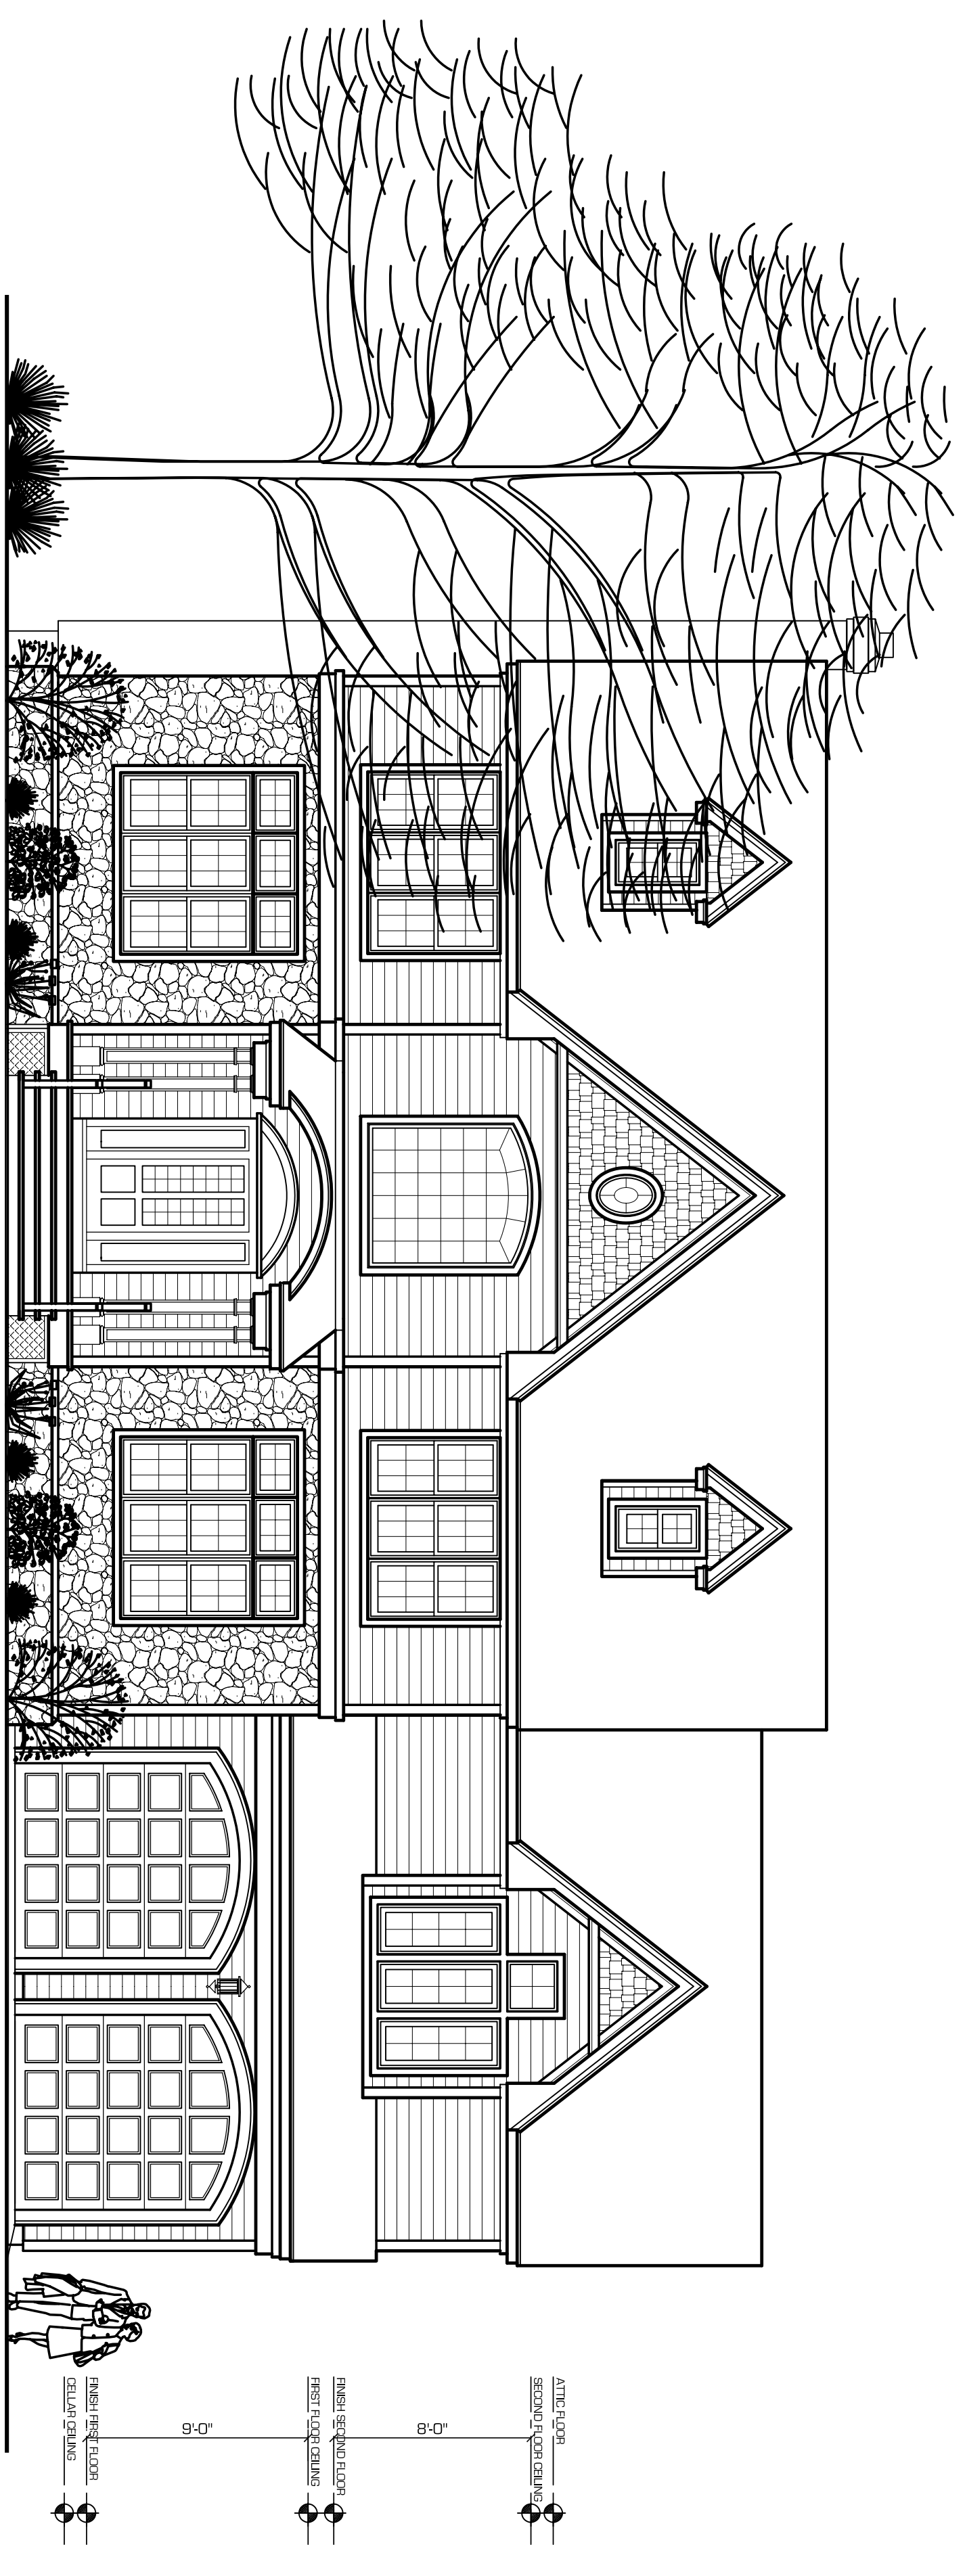 ATTIC FLOOR
SECOND FLOOR CEILING
8'-0"
FINISH SECOND FLOOR
FIRST FLOOR CEILING
9'-0"
FINISH FIRST FLOOR
CELLAR CEILING